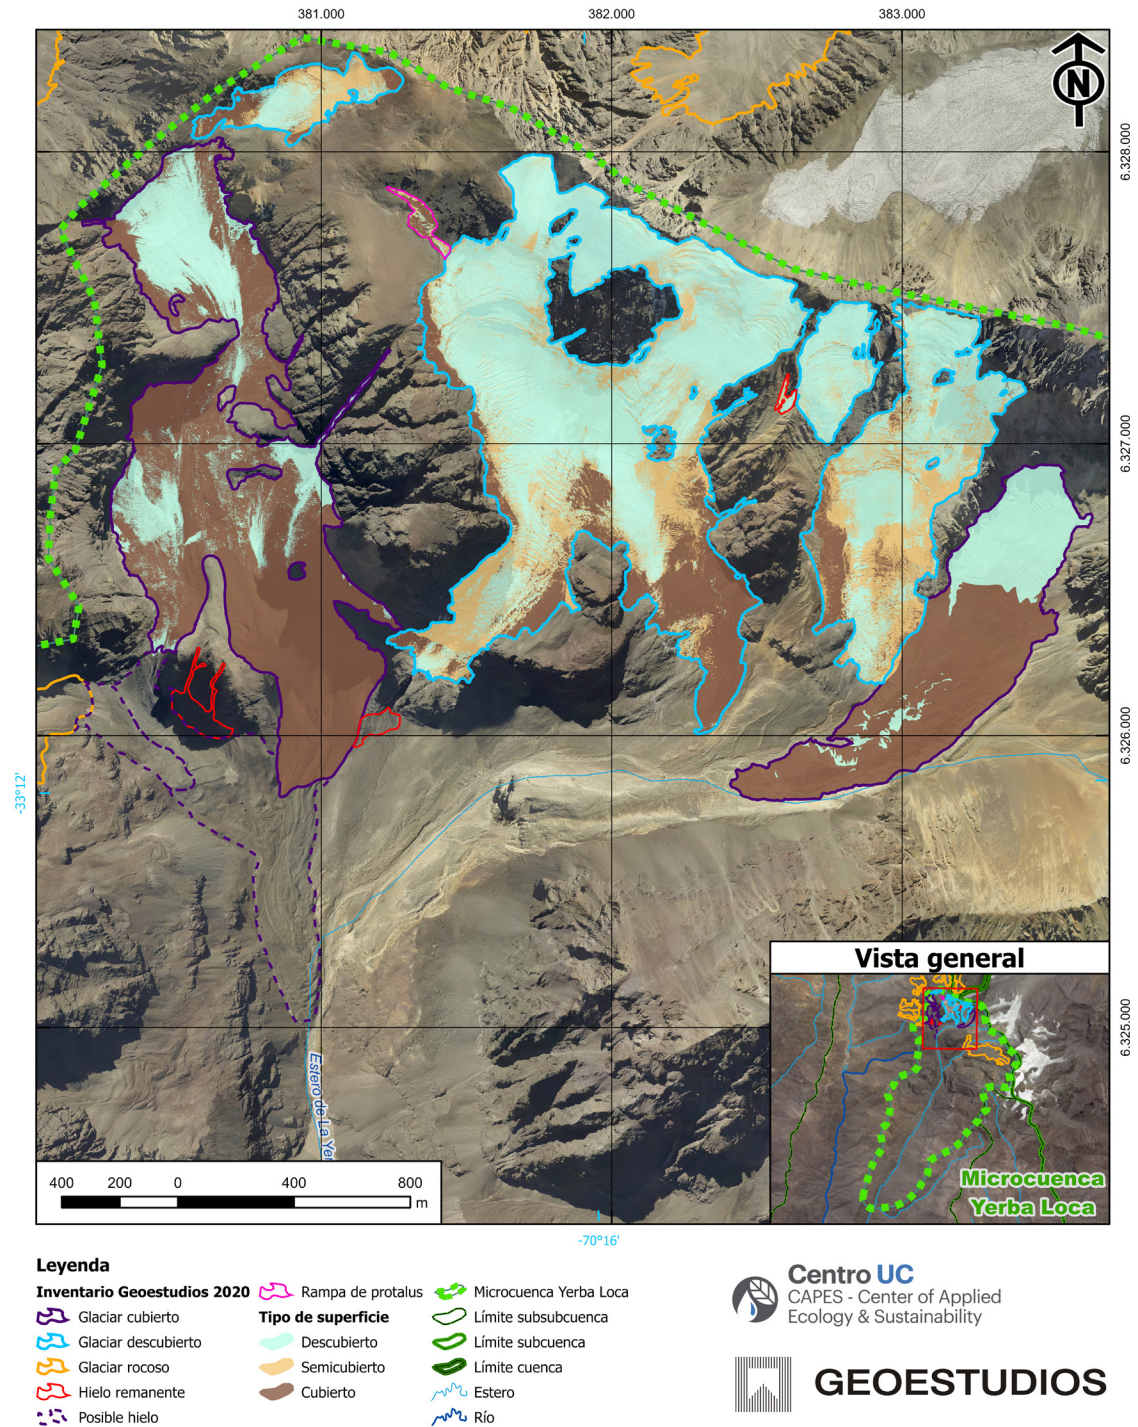 381.000 382.000 383.000
N
6.328.000
6.327.000
6.326.000
-33°12'
6.325.000
Vista general
Microcuenca
Yerba Loca
Estero de La Yer
400 200 0 400 800
m
-70°16'
Leyenda
Inventario Geoestudios 2020
Glaciar cubierto
Glaciar descubierto
Glaciar rocoso
Hielo remanente
Posible hielo
Rampa de protalus
Tipo de superficie
Descubierto
Semicubierto
Cubierto
Microcuenca Yerba Loca
Límite subsubcuenca
Límite subcuenca
Límite cuenca
Estero
Río
Centro UC
CAPES - Center of Applied
Ecology & Sustainability
GEOESTUDIOS